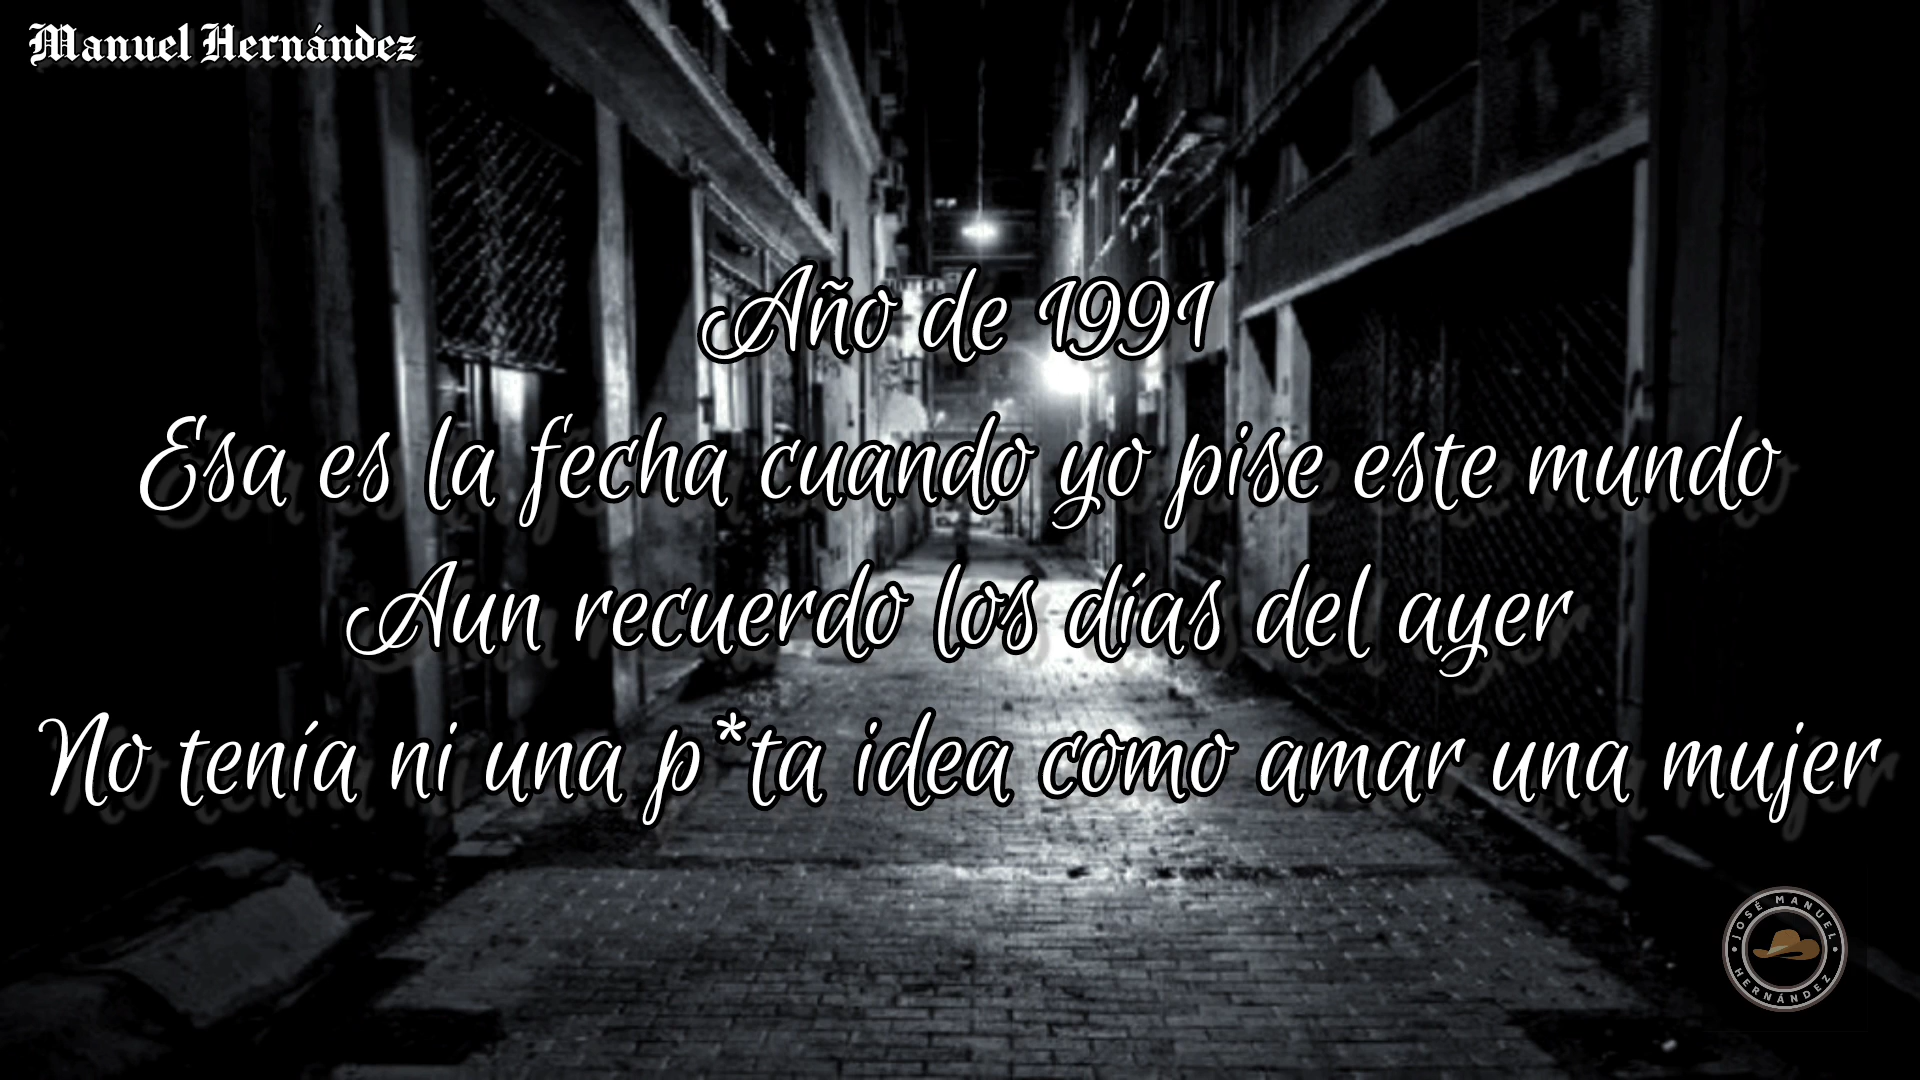 Manuel Hernández
Año de 1991
Esa es la fecha cuando yo pise este mundo
Aun recuerdo los días del ayer
No tenía ni una p*ta idea como amar una mujer
JOSÉ MANUEL
HERNÁNDEZ